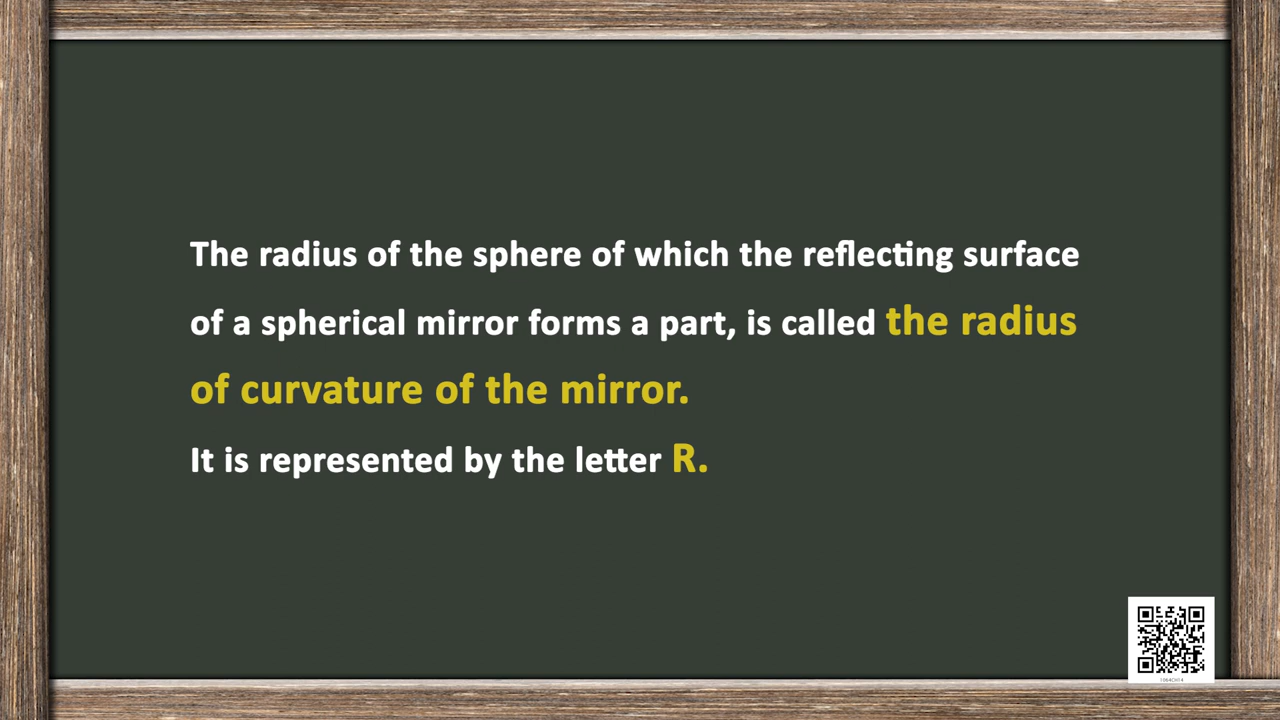 The radius of the sphere of which the reflecting surface
of a spherical mirror forms a part, is called the radius
of curvature of the mirror.
It is represented by the letter R.